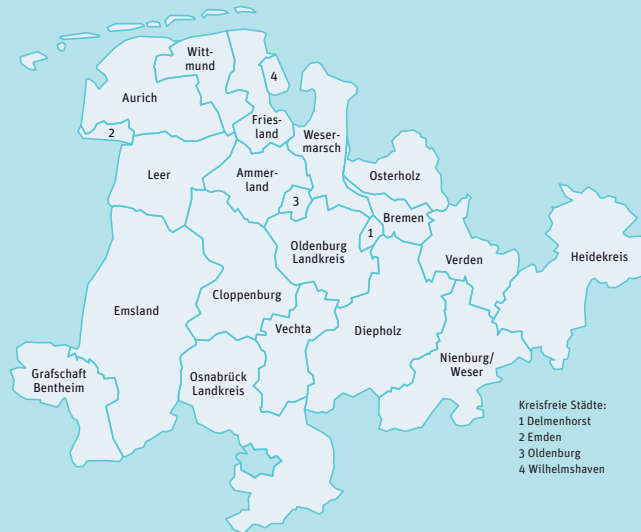 Witt-
mund
4
Aurich
Fries-
land
2
Weser-
marsch
Leer
Ammer-
land
Osterholz
3
Bremen
1
Oldenburg
Landkreis
Verden
Heidekreis
Cloppenburg
Emsland
Vechta
Diepholz
Nienburg/
Weser
Grafschaft
Bentheim
Osnabrück
Landkreis
Kreisfreie Städte:
1 Delmenhorst
2 Emden
3 Oldenburg
4 Wilhelmshaven